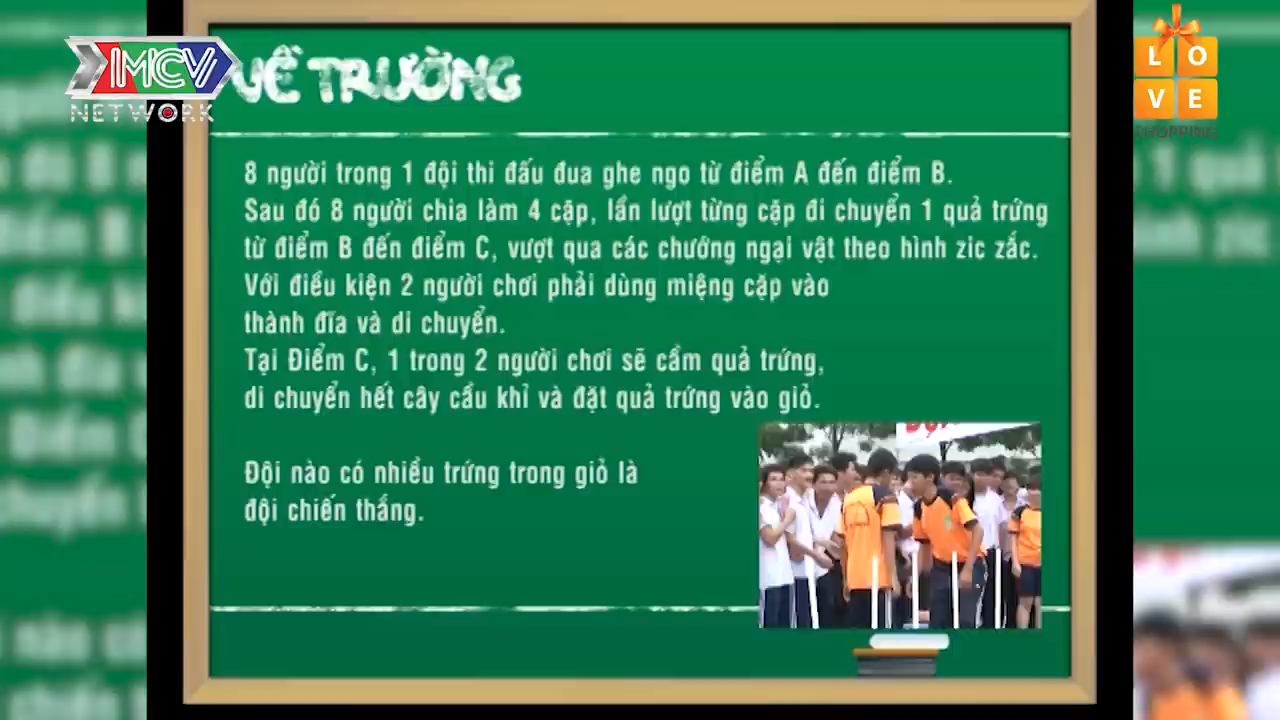 MCV
NETWORK
VỀ TRƯỜNG
LOVE
SHOPPING
8 người trong 1 đội thi đấu đua ghe ngo từ điểm A đến điểm B.
Sau đó 8 người chia làm 4 cặp, lần lượt từng cặp di chuyển 1 quả trứng
từ điểm B đến điểm C, vượt qua các chướng ngại vật theo hình zic zắc.
Với điều kiện 2 người chơi phải dùng miệng cặp vào
thành đĩa và di chuyển.
Tại Điểm C, 1 trong 2 người chơi sẽ cầm quả trứng,
di chuyển hết cây cầu khỉ và đặt quả trứng vào giỏ.
Đội nào có nhiều trứng trong giỏ là
đội chiến thắng.